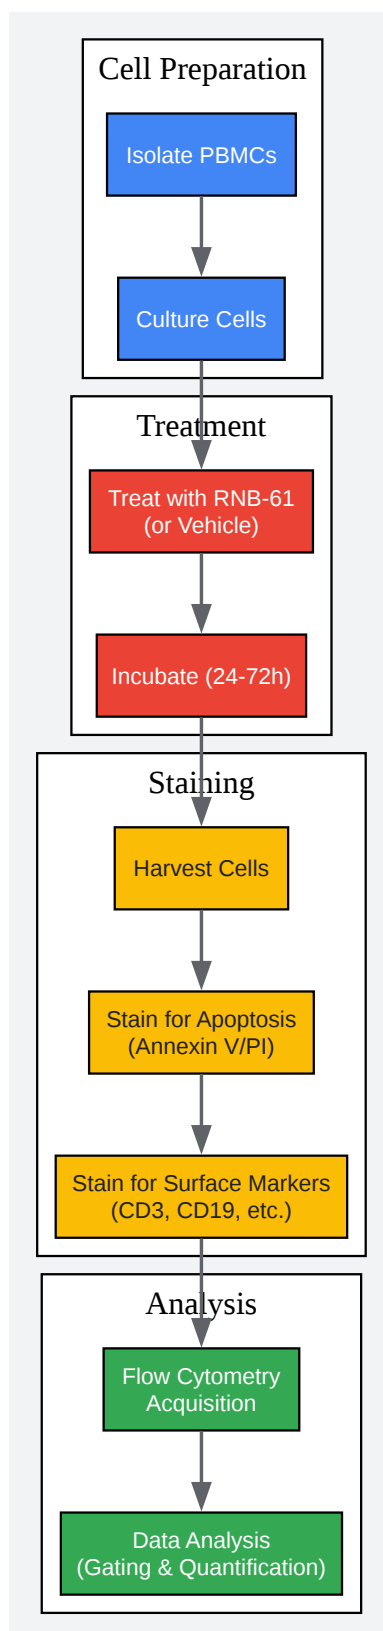 Cell Preparation
Isolate PBMCs
Culture Cells
Treatment
Treat with RNB-61
(or Vehicle)
Incubate (24-72h)
Staining
Harvest Cells
Stain for Apoptosis
(Annexin V/PI)
Stain for Surface Markers
(CD3, CD19, etc.)
Analysis
Flow Cytometry
Acquisition
Data Analysis
(Gating & Quantification)